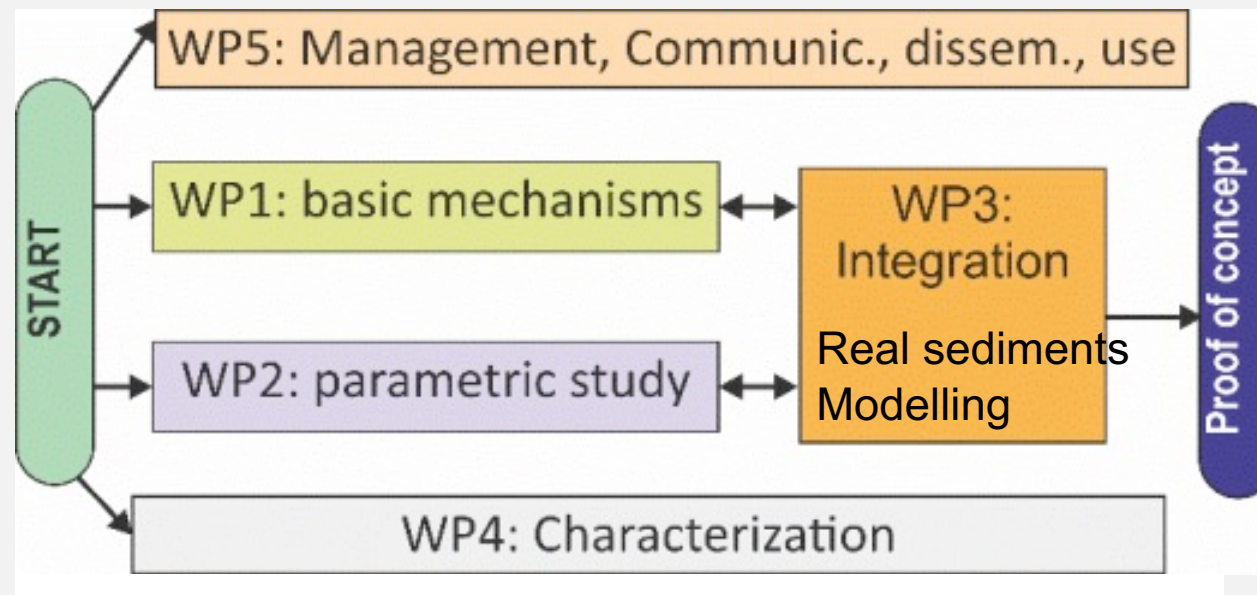 WP5: Management, Communic., dissem., use
START
WP1: basic mechanisms
WP2: parametric study
WP3:
Integration
Real sediments
Modelling
Proof of concept
WP4: Characterization